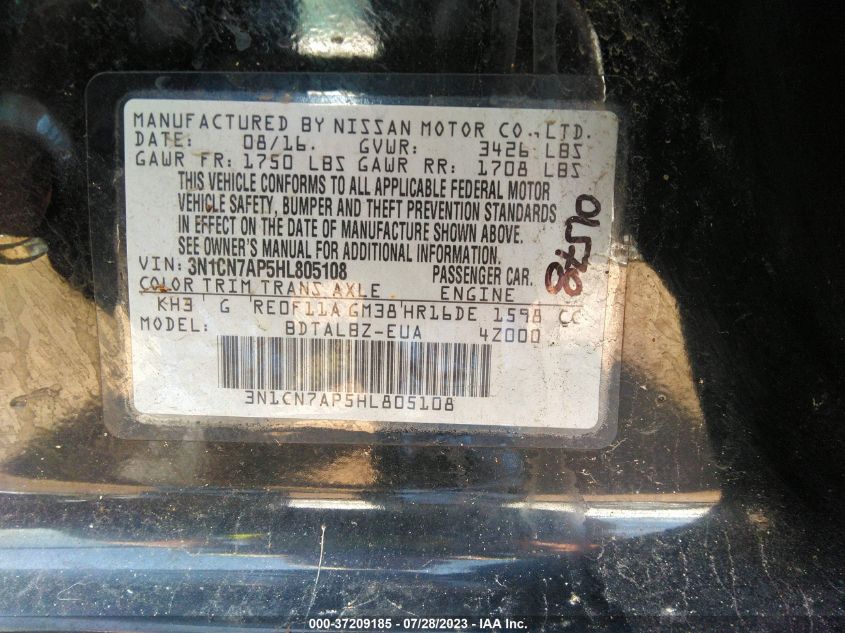 MANUFACTURED BY NISSAN MOTOR CO., LTD.
DATE: 08/16. GVWR: 3426 LBS
GAWR FR: 1750 LBS GAWR RR: 1708 LBS
THIS VEHICLE CONFORMS TO ALL APPLICABLE FEDERAL MOTOR
VEHICLE SAFETY, BUMPER AND THEFT PREVENTION STANDARDS
IN EFFECT ON THE DATE OF MANUFACTURE SHOWN ABOVE.
SEE OWNER'S MANUAL FOR ADDITIONAL INFORMATION.
VIN: 3N1CN7AP5HL805108 PASSENGER CAR.
COLOR TRIM TRANS AXLE ENGINE
KH3 G RE0F11A GM38 HR16DE 1598 CC
MODEL: BDTALBZ-EUA 4Z000
3N1CN7AP5HL805108
000-37209185 / 07/28/2023 - IAA Inc.